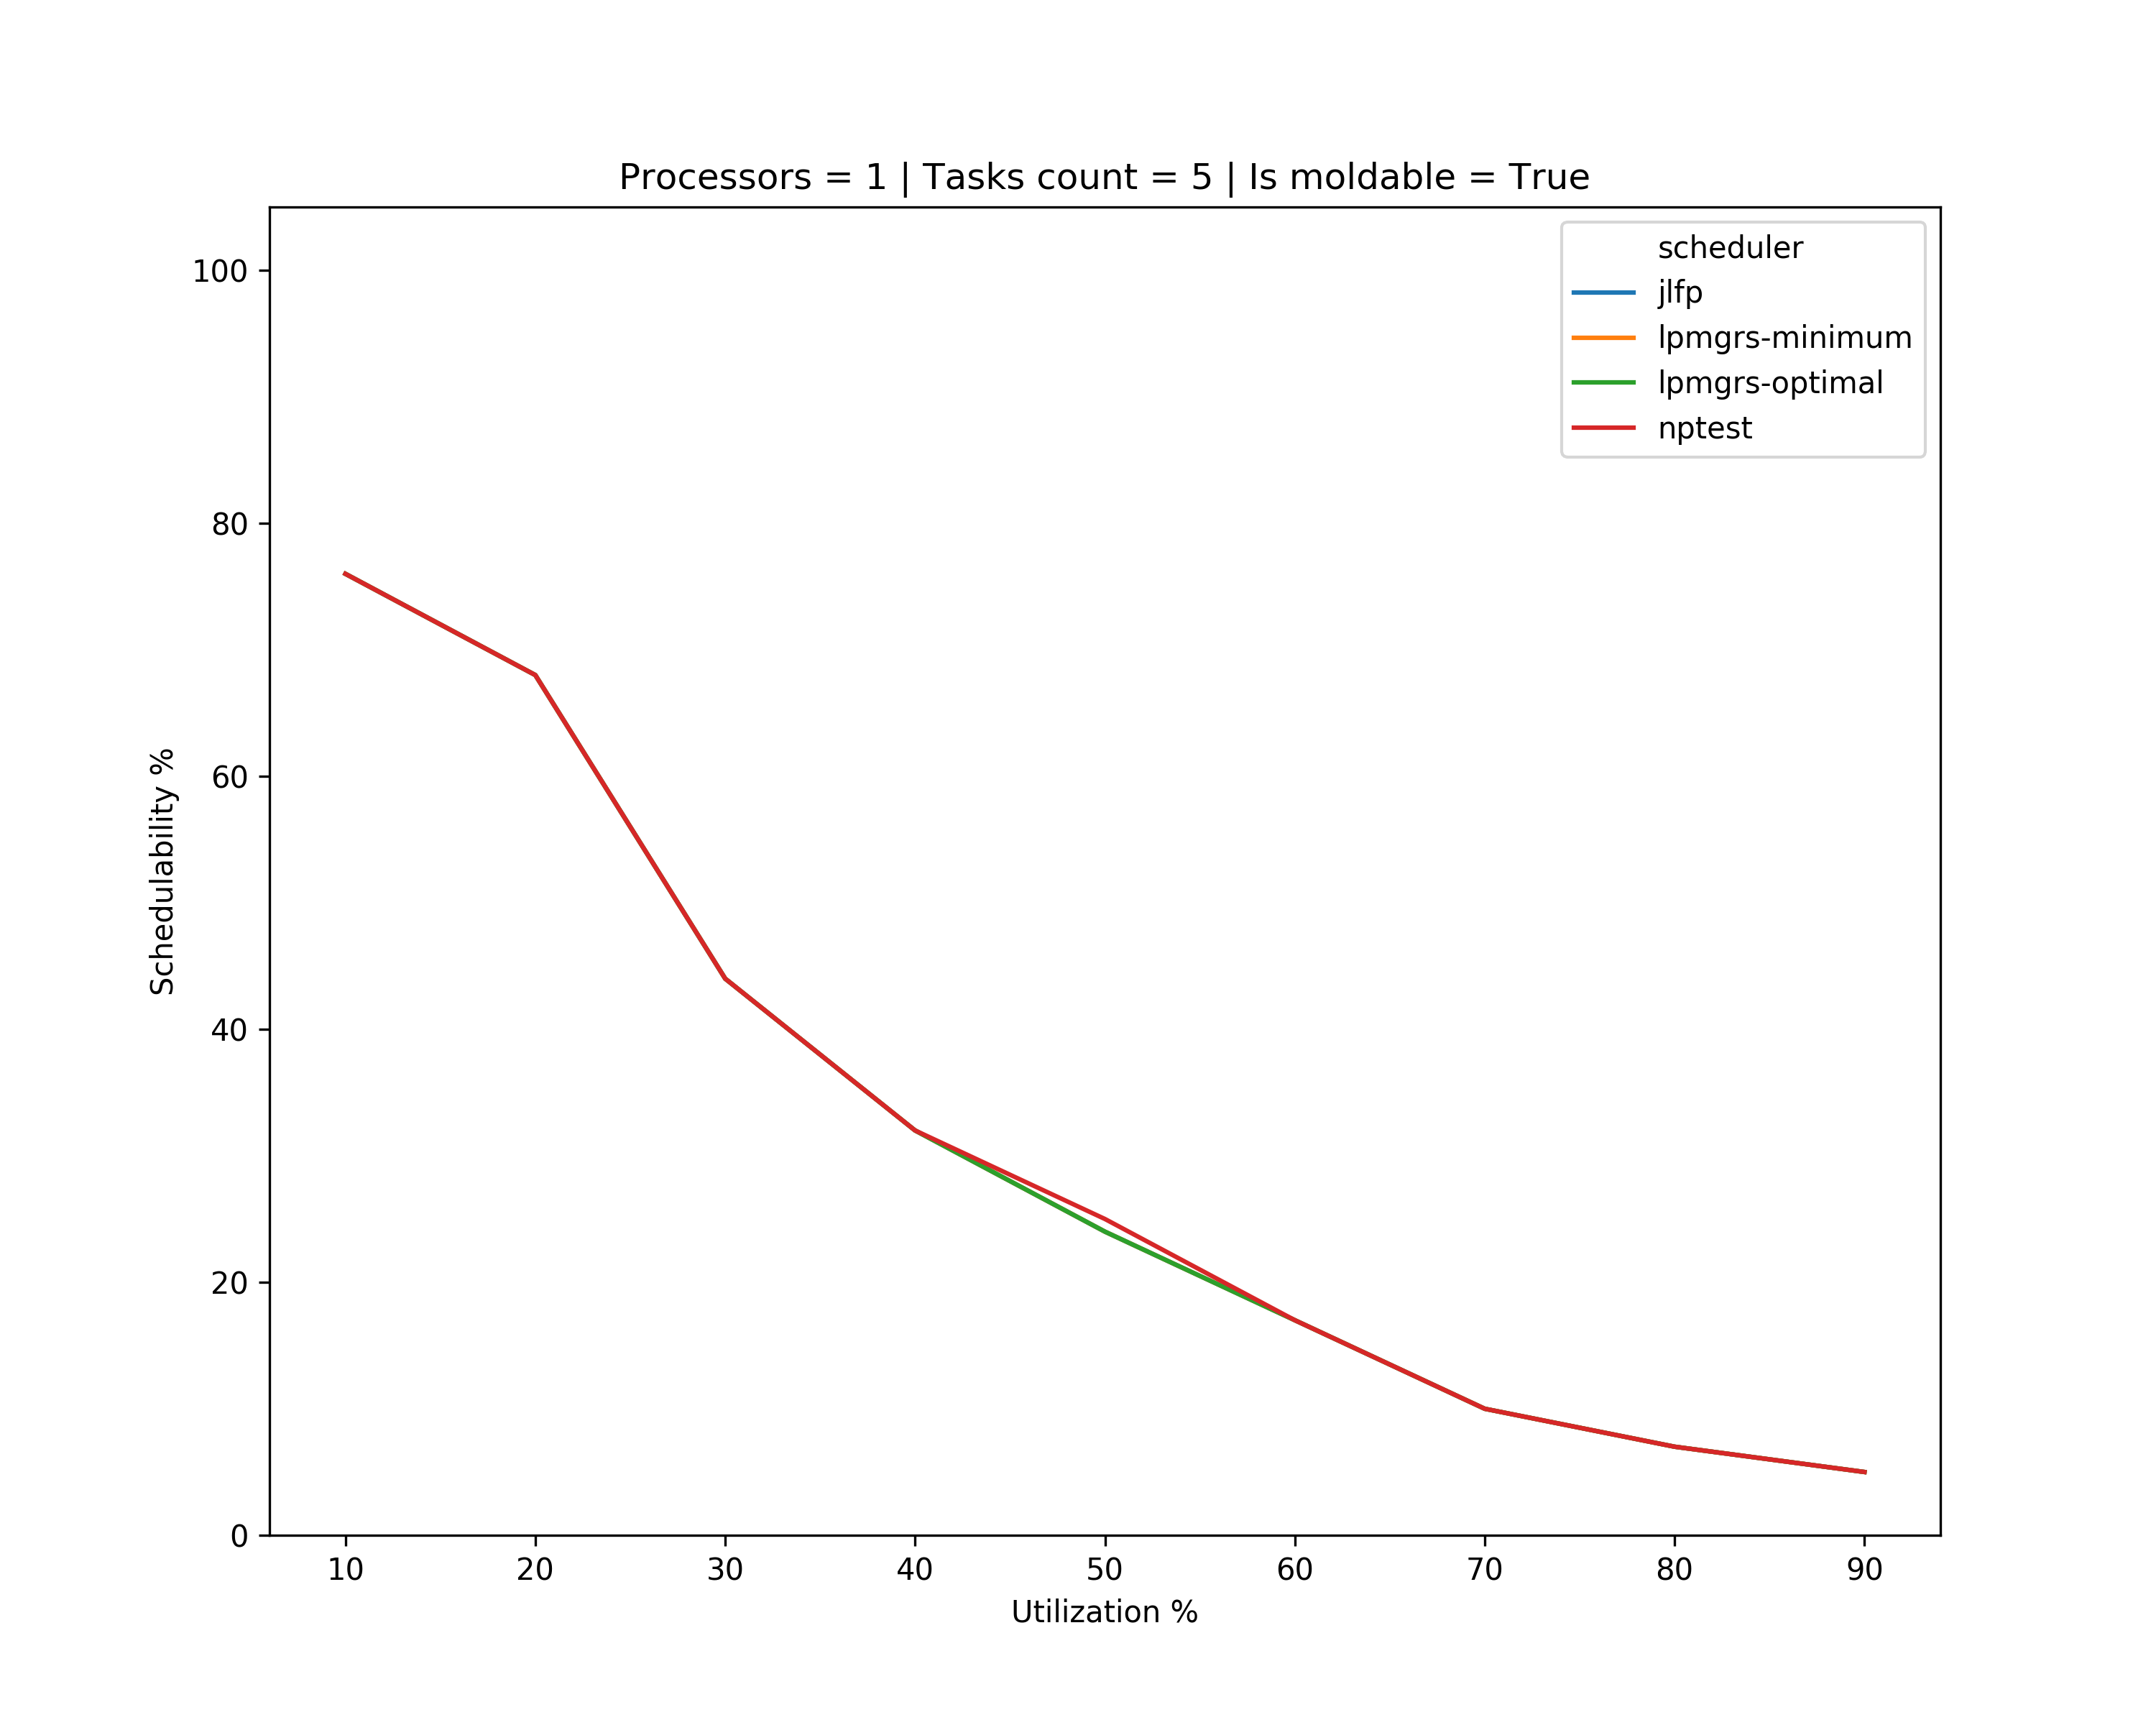 Processors = 1 | Tasks count = 5 | Is moldable = True
scheduler
jlfp
lpmgrs-minimum
lpmgrs-optimal
nptest
Schedulability %
100
80
60
40
20
0
10 20 30 40 50 60 70 80 90
Utilization %